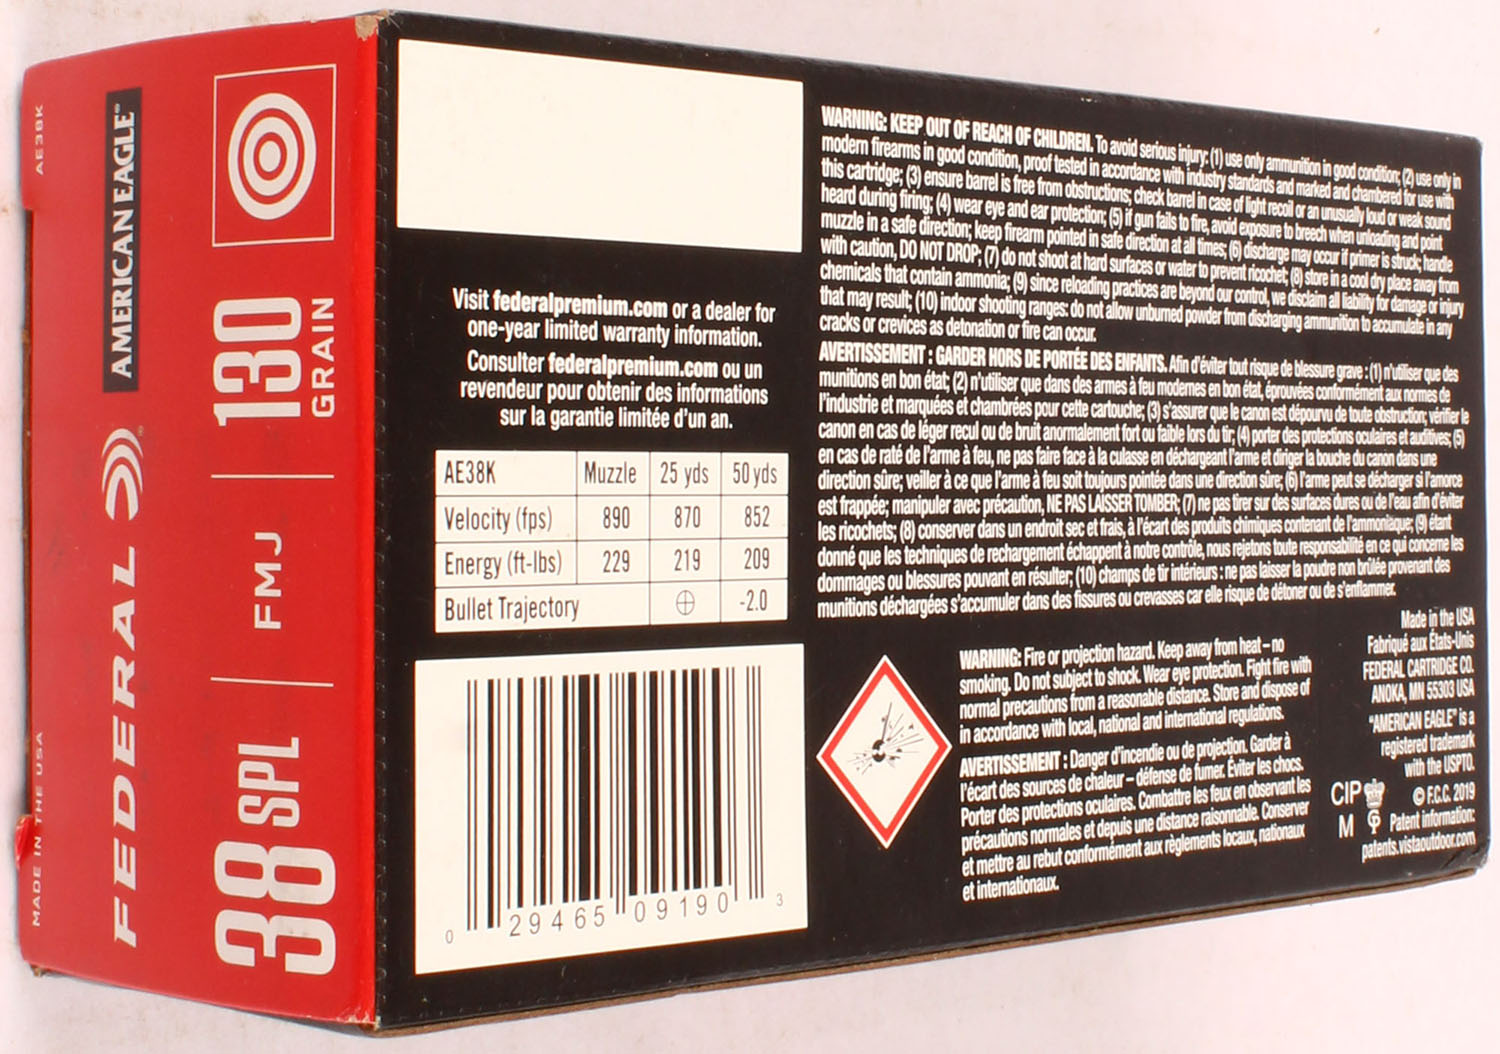 AE38K
MADE IN THE USA
FEDERAL® AMERICAN EAGLE®
38 SPL FMJ 130
GRAIN
Visit federalpremium.com or a dealer for
one-year limited warranty information.
Consulter federalpremium.com ou un
revendeur pour obtenir des informations
sur la garantie limitée d'un an.
AE38K Muzzle 25 yds 50 yds
Velocity (fps) 890 870 852
Energy (ft-lbs) 229 219 209
Bullet Trajectory ⊕ -2.0
0 29465 09190 3
WARNING: KEEP OUT OF REACH OF CHILDREN. To avoid serious injury: (1) use only ammunition in good condition; (2) use only in
modern firearms in good condition, proof tested in accordance with industry standards and marked and chambered for use with
this cartridge; (3) ensure barrel is free from obstructions; check barrel in case of light recoil or an unusually loud or weak sound
heard during firing; (4) wear eye and ear protection; (5) if gun fails to fire, avoid exposure to breech when unloading and point
muzzle in a safe direction; keep firearm pointed in safe direction at all times; (6) discharge may occur if primer is struck; handle
with caution, DO NOT DROP; (7) do not shoot at hard surfaces or water to prevent ricochet; (8) store in a cool dry place away from
chemicals that contain ammonia; (9) since reloading practices are beyond our control, we disclaim all liability for damage or injury
that may result; (10) indoor shooting ranges: do not allow unburned powder from discharging ammunition to accumulate in any
cracks or crevices as detonation or fire can occur.
AVERTISSEMENT : GARDER HORS DE PORTÉE DES ENFANTS. Afin d'éviter tout risque de blessure grave : (1) n'utiliser que des
munitions en bon état; (2) n'utiliser que dans des armes à feu modernes en bon état, éprouvées conformément aux normes de
l'industrie et marquées et chambrées pour cette cartouche; (3) s'assurer que le canon est dépourvu de toute obstruction; vérifier le
canon en cas de léger recul ou de bruit anormalement fort ou faible lors du tir; (4) porter des protections oculaires et auditives; (5)
en cas de raté de l'arme à feu, ne pas faire face à la culasse en déchargeant l'arme et diriger la bouche du canon dans une
direction sûre; veiller à ce que l'arme à feu soit toujours pointée dans une direction sûre; (6) l'arme peut se décharger si l'amorce
est frappée; manipuler avec précaution, NE PAS LAISSER TOMBER; (7) ne pas tirer sur des surfaces dures ou de l'eau afin d'éviter
les ricochets; (8) conserver dans un endroit sec et frais, à l'écart des produits chimiques contenant de l'ammoniaque; (9) étant
donné que les techniques de rechargement échappent à notre contrôle, nous rejetons toute responsabilité en ce qui concerne les
dommages ou blessures pouvant en résulter; (10) champs de tir intérieurs : ne pas laisser la poudre non brûlée provenant des
munitions déchargées s'accumuler dans des fissures ou crevasses car elle risque de détoner ou de s'enflammer.
WARNING: Fire or projection hazard. Keep away from heat – no
smoking. Do not subject to shock. Wear eye protection. Fight fire with
normal precautions from a reasonable distance. Store and dispose of
in accordance with local, national and international regulations.
AVERTISSEMENT : Danger d'incendie ou de projection. Garder à
l'écart des sources de chaleur – défense de fumer. Éviter les chocs.
Porter des protections oculaires. Combattre les feux en observant les
précautions normales et depuis une distance raisonnable. Conserver
et mettre au rebut conformément aux règlements locaux, nationaux
et internationaux.
Made in the USA
Fabriqué aux États-Unis
FEDERAL CARTRIDGE CO.
ANOKA, MN 55303 USA
"AMERICAN EAGLE" is a
registered trademark
with the USPTO.
CIP
M
© F.C.C. 2019
Patent information:
patents.vistaoutdoor.com